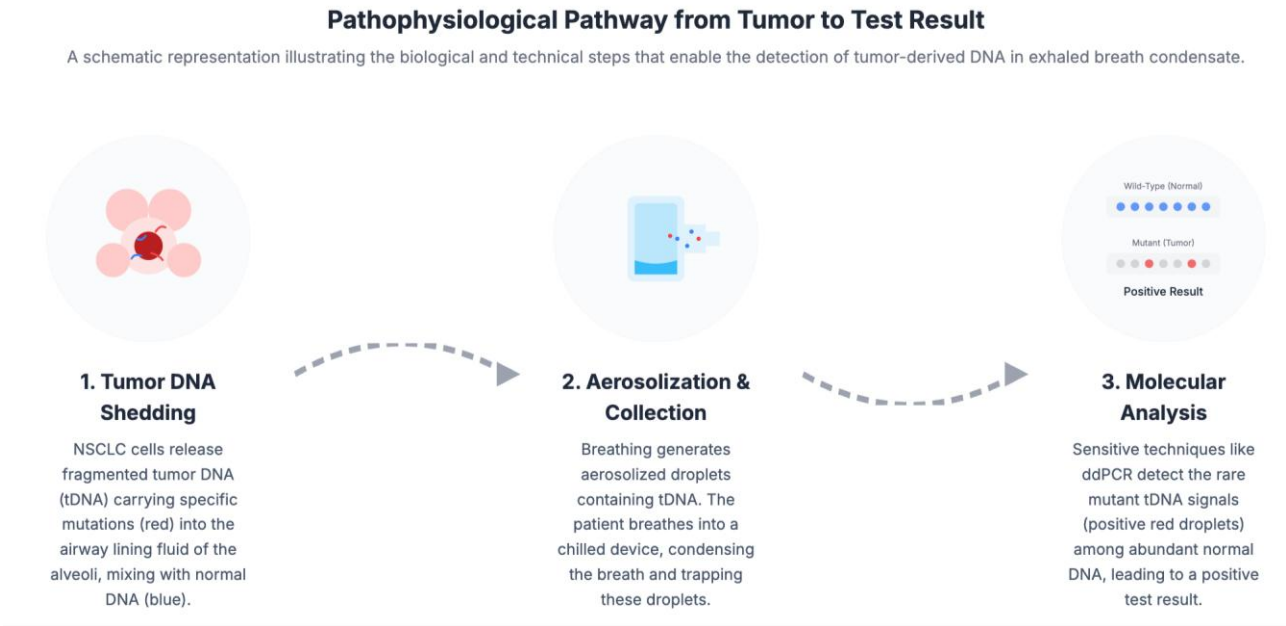 Pathophysiological Pathway from Tumor to Test Result
A schematic representation illustrating the biological and technical steps that enable the detection of tumor-derived DNA in exhaled breath condensate.
Wild-Type (Normal)
Mutant (Tumor)
Positive Result
1. Tumor DNA
Shedding
NSCLC cells release
fragmented tumor DNA
(tDNA) carrying specific
mutations (red) into the
airway lining fluid of the
alveoli, mixing with normal
DNA (blue).
2. Aerosolization &
Collection
Breathing generates
aerosolized droplets
containing tDNA. The
patient breathes into a
chilled device, condensing
the breath and trapping
these droplets.
3. Molecular
Analysis
Sensitive techniques like
ddPCR detect the rare
mutant tDNA signals
(positive red droplets)
among abundant normal
DNA, leading to a positive
test result.